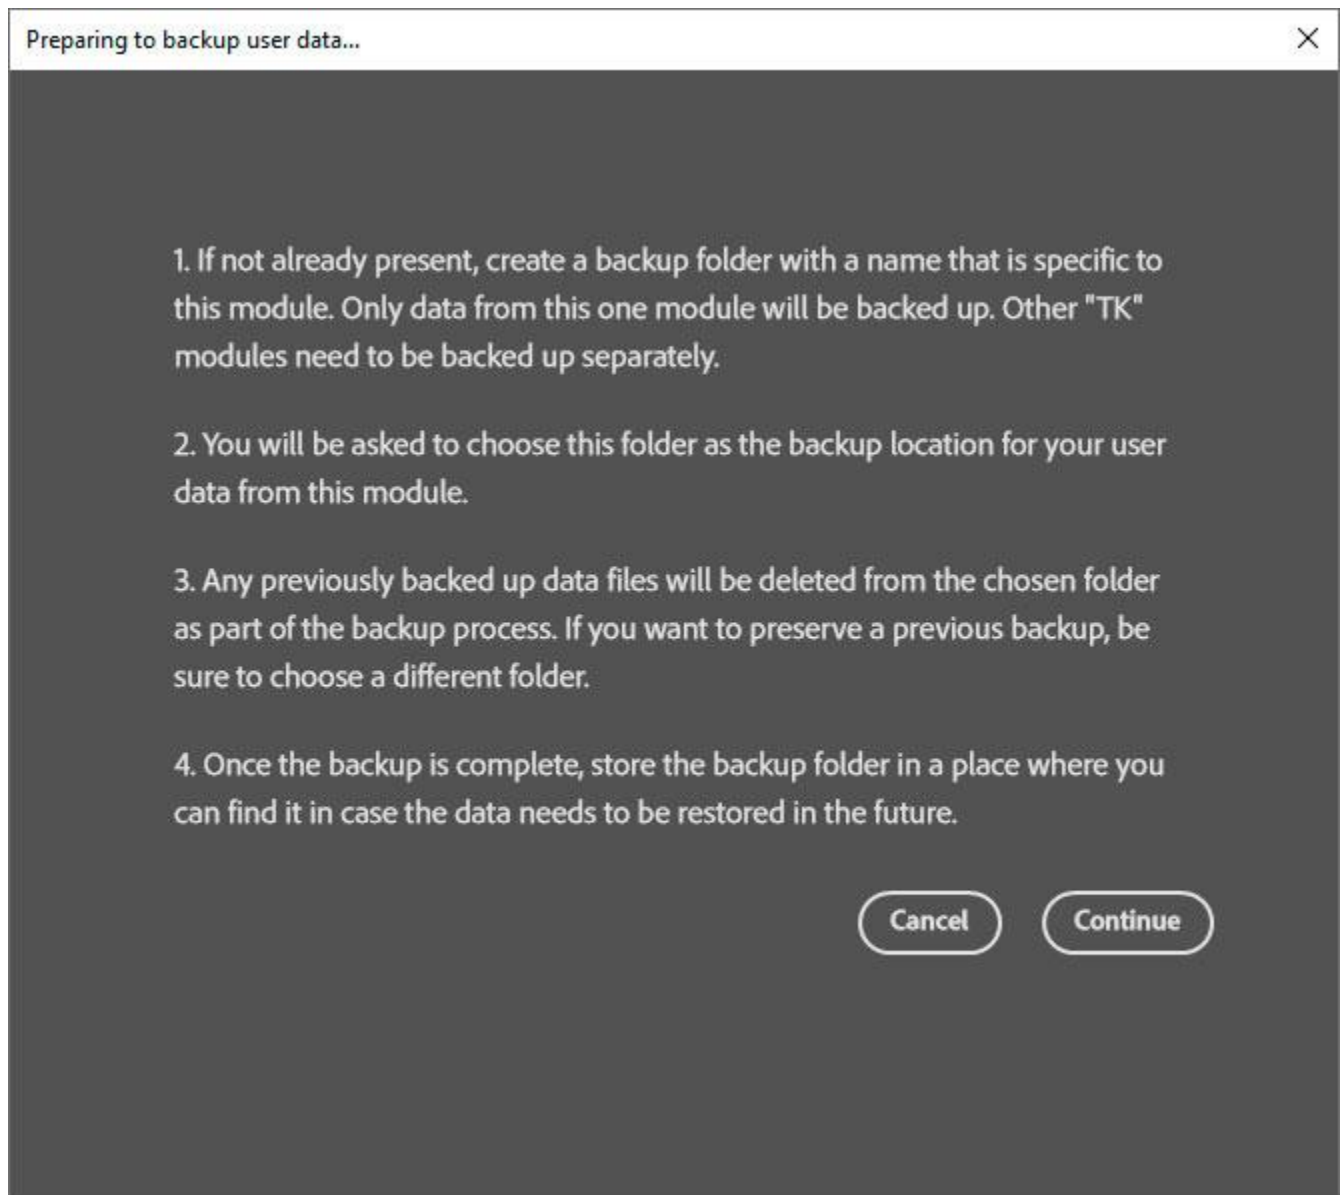 Preparing to backup user data...
1. If not already present, create a backup folder with a name that is specific to
this module. Only data from this one module will be backed up. Other "TK"
modules need to be backed up separately.
2. You will be asked to choose this folder as the backup location for your user
data from this module.
3. Any previously backed up data files will be deleted from the chosen folder
as part of the backup process. If you want to preserve a previous backup, be
sure to choose a different folder.
4. Once the backup is complete, store the backup folder in a place where you
can find it in case the data needs to be restored in the future.
Cancel
Continue